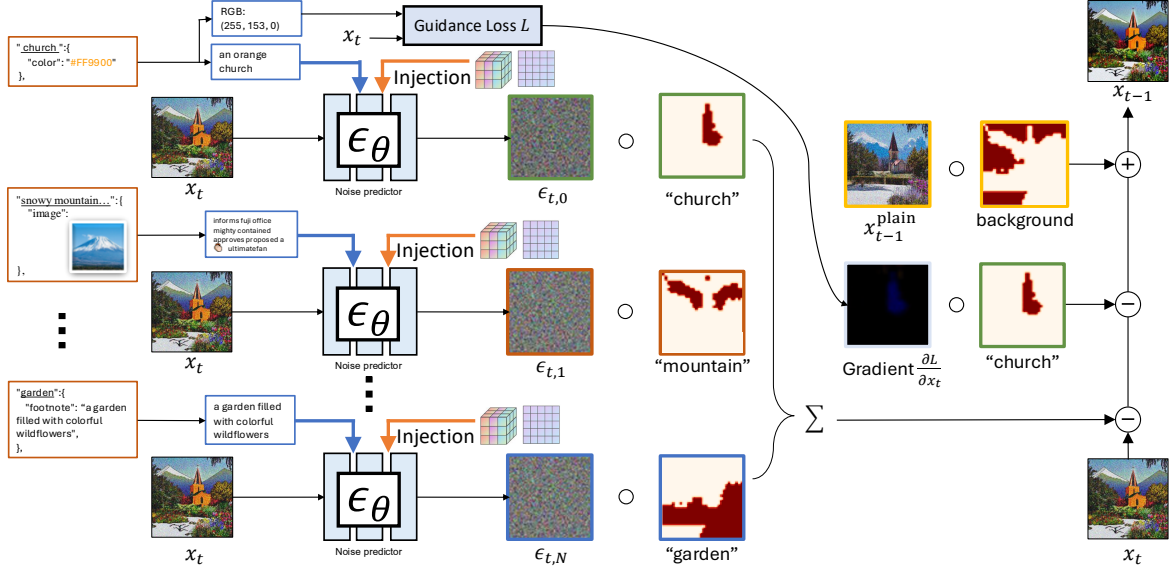 "church":{
"color": "#FF9900"
},
RGB:
(255, 153, 0)
an orange
church
x_t
Guidance Loss L
Injection
ϵ_θ
Noise predictor
x_t
ϵ_{t,0}
"church"
"snowy mountain…":{
"image":
},
informs fuji office
mighty contained
approves proposed a
👏🏻 ultimatefan
Injection
ϵ_θ
Noise predictor
x_t
ϵ_{t,1}
"mountain"
"garden":{
"footnote": "a garden
filled with colorful
wildflowers",
},
a garden filled
with colorful
wildflowers
Injection
ϵ_θ
Noise predictor
x_t
ϵ_{t,N}
"garden"
∑
x_{t-1}^{plain}
background
Gradient ∂L/∂x_t
"church"
x_{t-1}
+
−
−
x_t